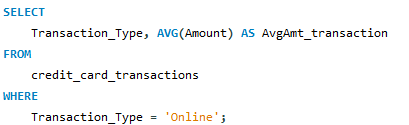 SELECT
    Transaction_Type, AVG(Amount) AS AvgAmt_transaction
FROM
    credit_card_transactions
WHERE
    Transaction_Type = 'Online';